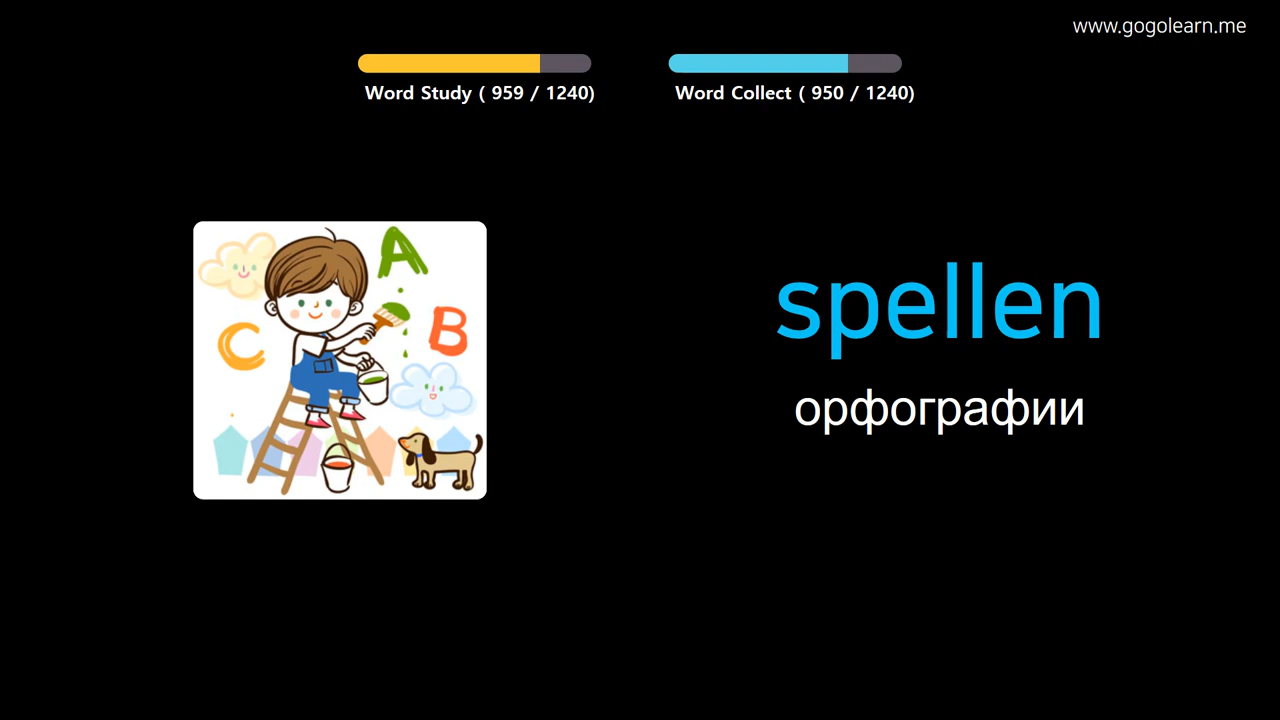 www.gogolearn.me
Word Study ( 959 / 1240)
Word Collect ( 950 / 1240)
A
B
C
spellen
орфографии